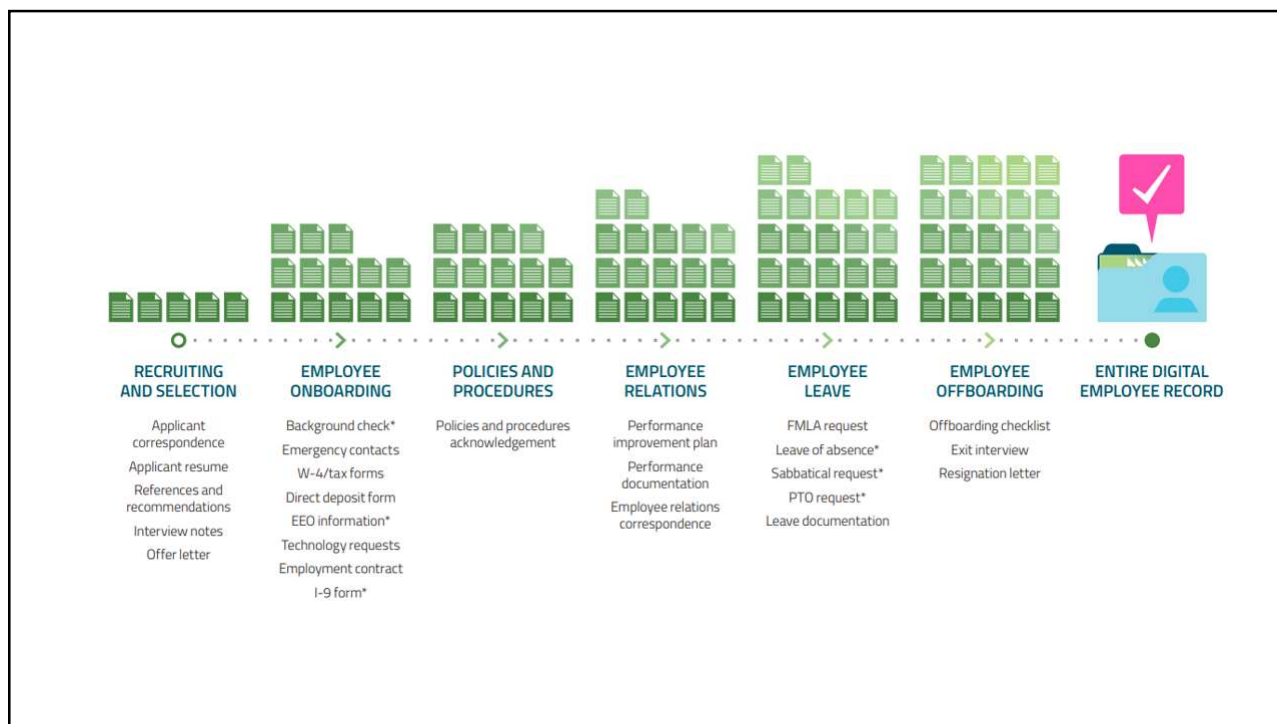 RECRUITING
AND SELECTION
Applicant
correspondence
Applicant resume
References and
recommendations
Interview notes
Offer letter
EMPLOYEE
ONBOARDING
Background check*
Emergency contacts
W-4/tax forms
Direct deposit form
EEO information*
Technology requests
Employment contract
I-9 form*
POLICIES AND
PROCEDURES
Policies and procedures
acknowledgement
EMPLOYEE
RELATIONS
Performance
improvement plan
Performance
documentation
Employee relations
correspondence
EMPLOYEE
LEAVE
FMLA request
Leave of absence*
Sabbatical request*
PTO request*
Leave documentation
EMPLOYEE
OFFBOARDING
Offboarding checklist
Exit interview
Resignation letter
ENTIRE DIGITAL
EMPLOYEE RECORD